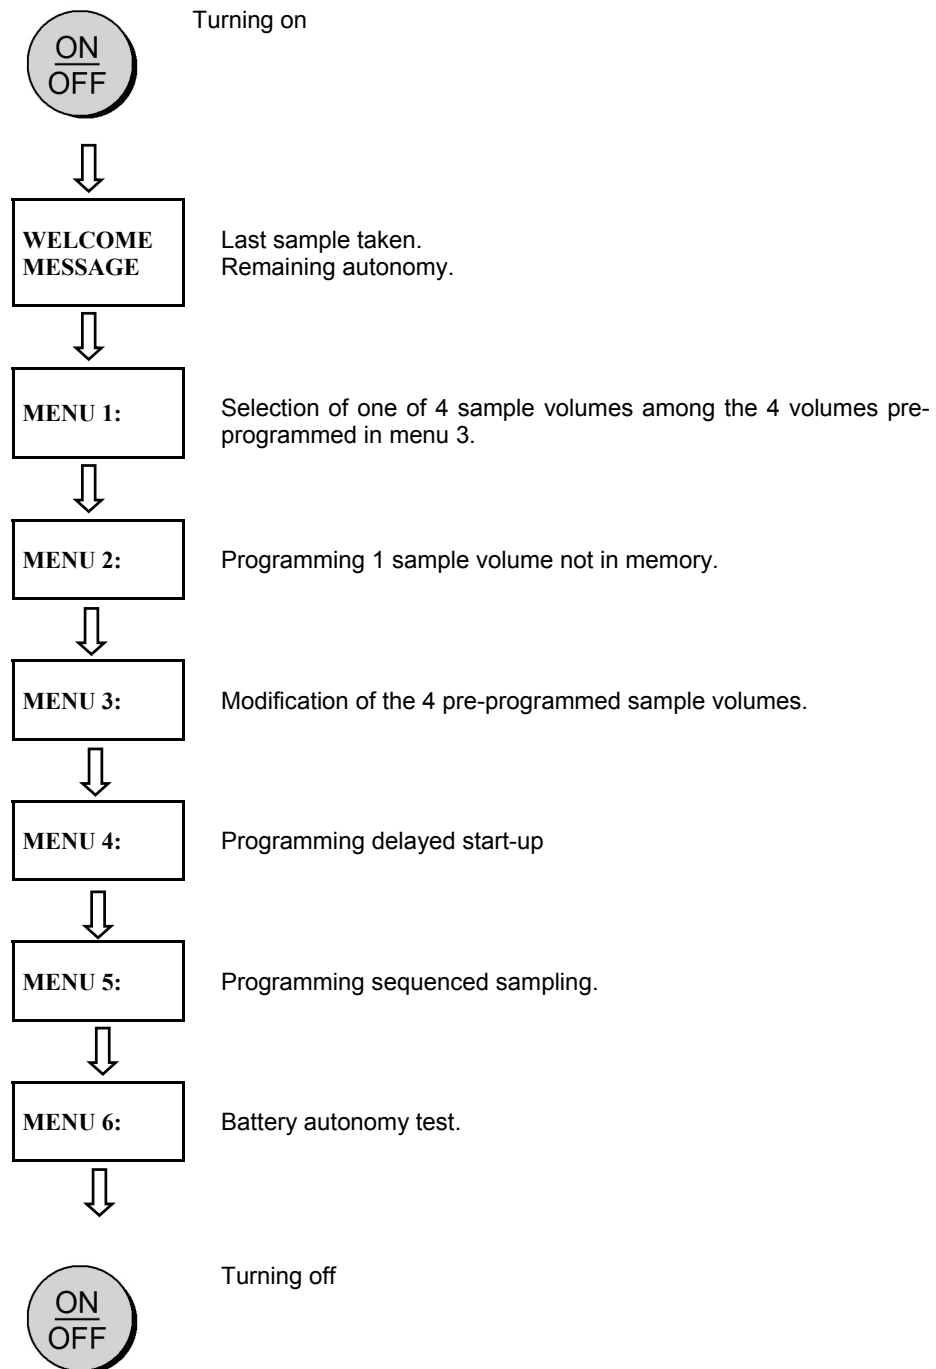 Turning on
ON
OFF
WELCOME
MESSAGE
Last sample taken.
Remaining autonomy.
MENU 1:
Selection of one of 4 sample volumes among the 4 volumes pre-
programmed in menu 3.
MENU 2:
Programming 1 sample volume not in memory.
MENU 3:
Modification of the 4 pre-programmed sample volumes.
MENU 4:
Programming delayed start-up
MENU 5:
Programming sequenced sampling.
MENU 6:
Battery autonomy test.
Turning off
ON
OFF